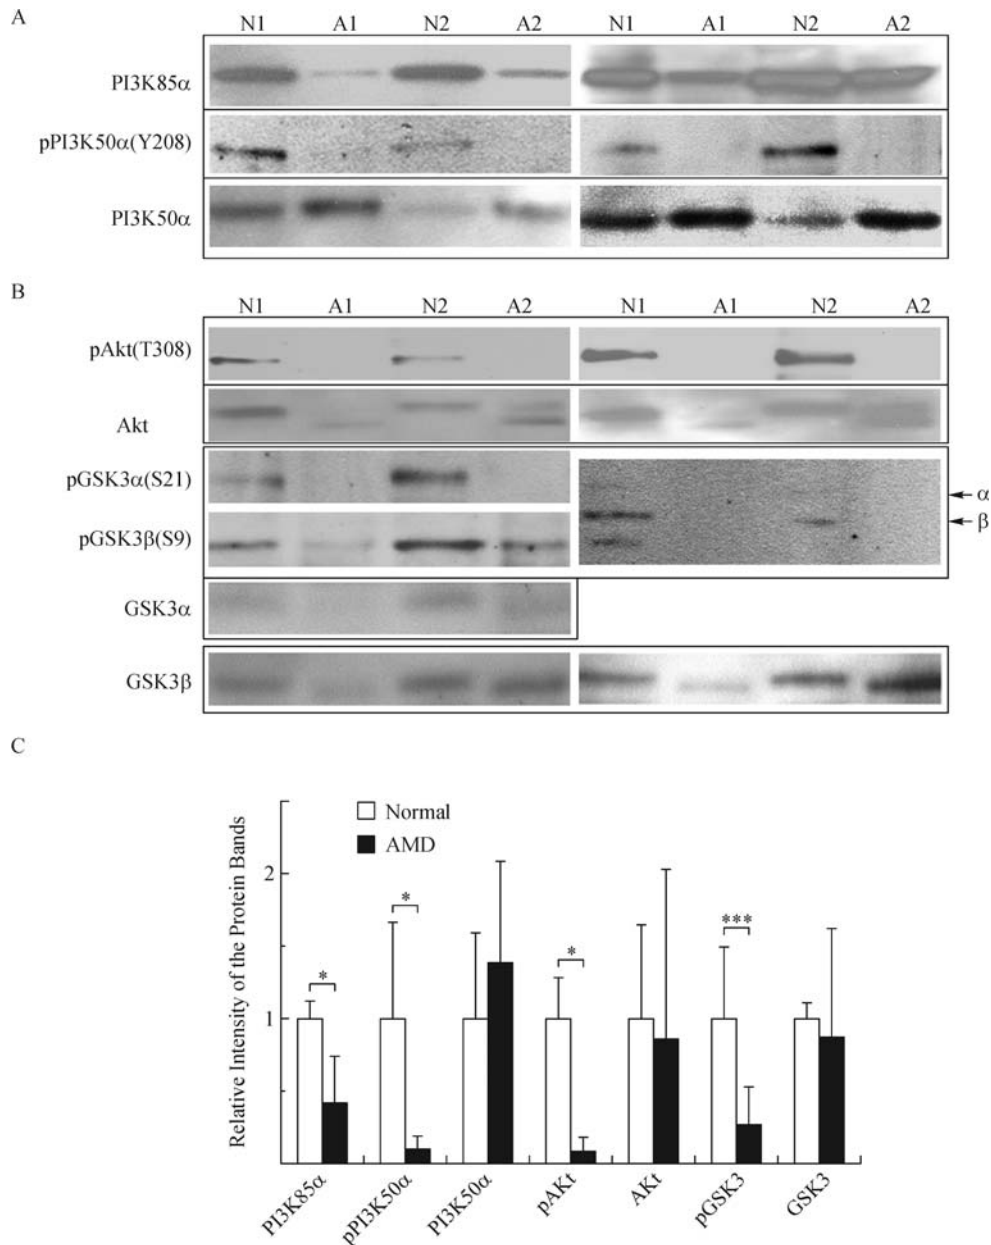 A
N1 A1 N2 A2 N1 A1 N2 A2
PI3K85α
pPI3K50α(Y208)
PI3K50α
B
N1 A1 N2 A2 N1 A1 N2 A2
pAkt(T308)
Akt
pGSK3α(S21)
α
β
pGSK3β(S9)
GSK3α
GSK3β
C
Relative Intensity of the Protein Bands
Normal
AMD
2
1
* * * ***
PI3K85α pPI3K50α PI3K50α pAKt AKt pGSK3 GSK3